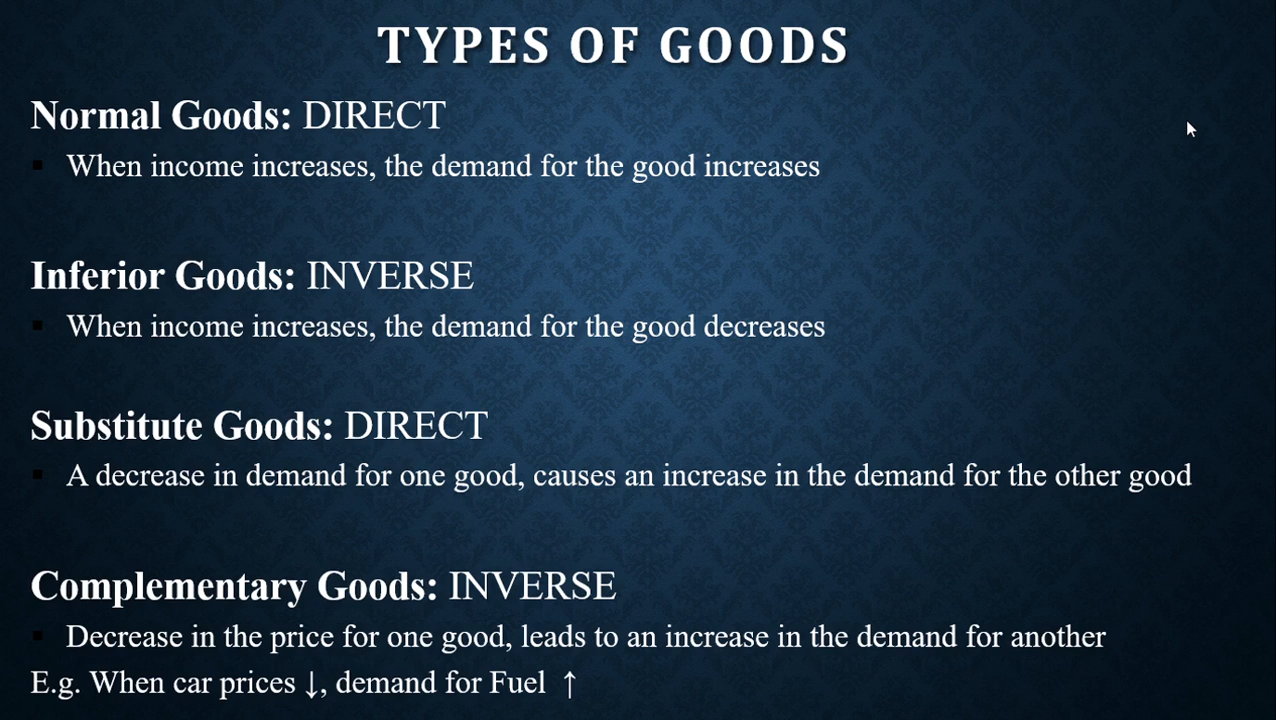 TYPES OF GOODS
Normal Goods: DIRECT
▪ When income increases, the demand for the good increases
Inferior Goods: INVERSE
▪ When income increases, the demand for the good decreases
Substitute Goods: DIRECT
▪ A decrease in demand for one good, causes an increase in the demand for the other good
Complementary Goods: INVERSE
▪ Decrease in the price for one good, leads to an increase in the demand for another
E.g. When car prices ↓, demand for Fuel ↑